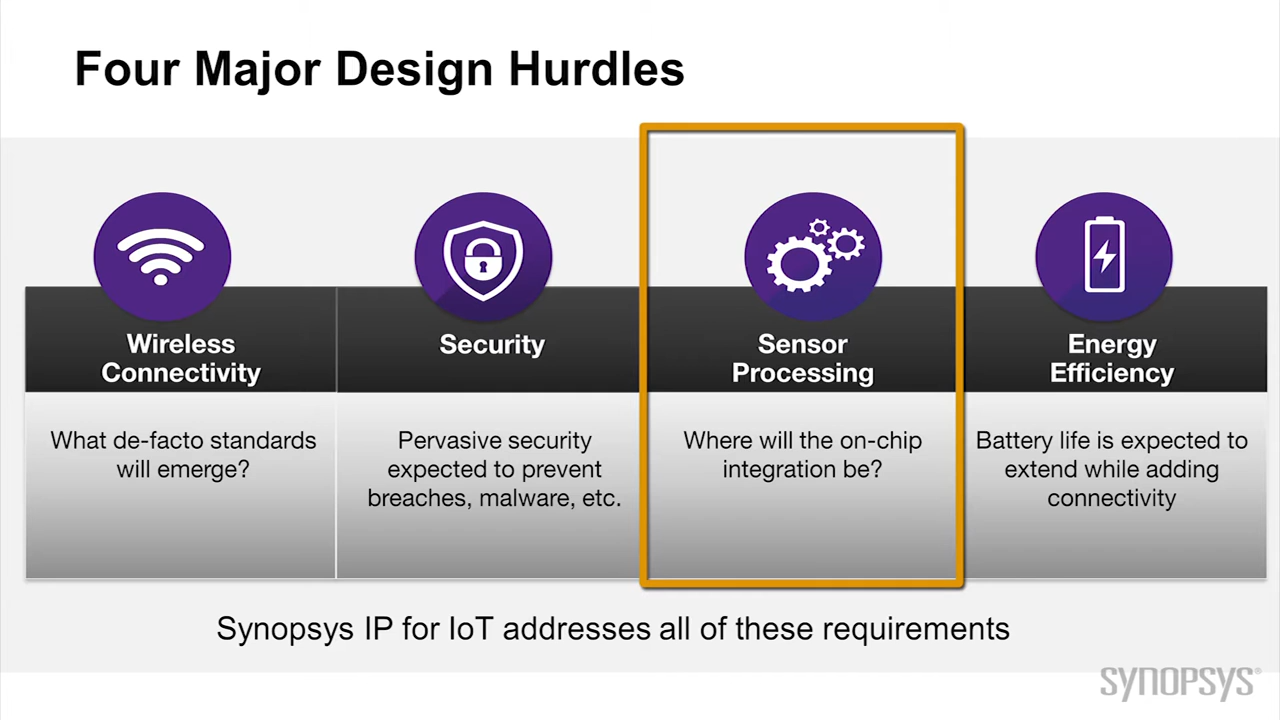 Four Major Design Hurdles
Wireless
Connectivity
What de-facto standards
will emerge?
Security
Pervasive security
expected to prevent
breaches, malware, etc.
Sensor
Processing
Where will the on-chip
integration be?
Energy
Efficiency
Battery life is expected to
extend while adding
connectivity
Synopsys IP for IoT addresses all of these requirements
SYNOPSYS®